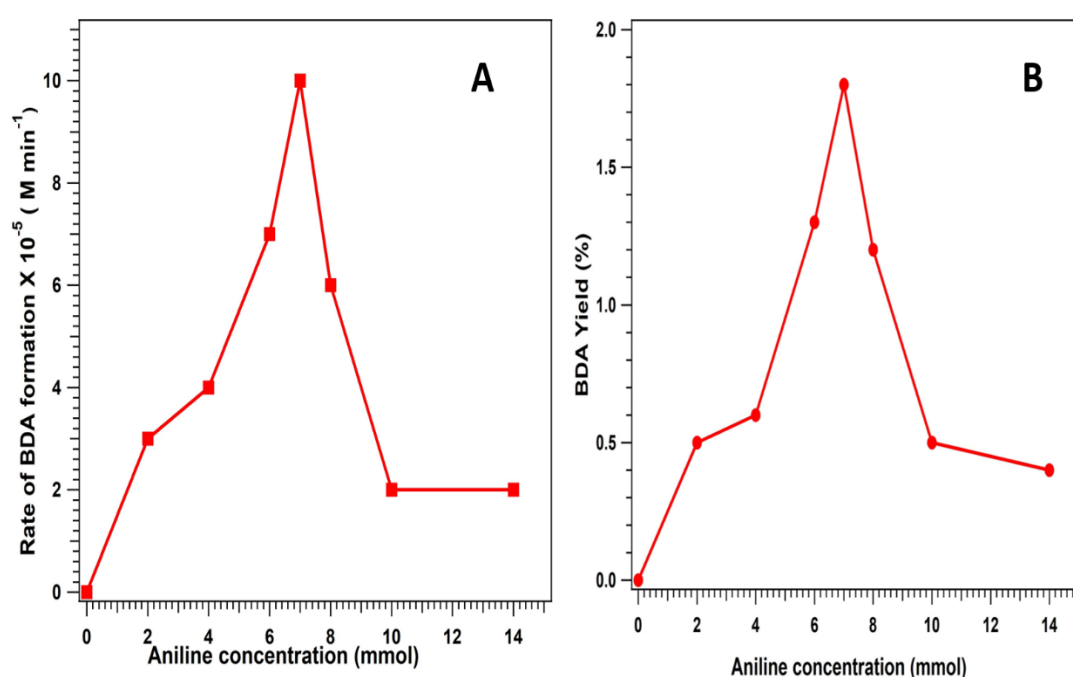 A
Rate of BDA formation X 10⁻⁵ ( M min⁻¹)
10
8
6
4
2
0
0 2 4 6 8 10 12 14
Aniline concentration (mmol)
B
BDA Yield (%)
2.0
1.5
1.0
0.5
0.0
0 2 4 6 8 10 12 14
Aniline concentration (mmol)